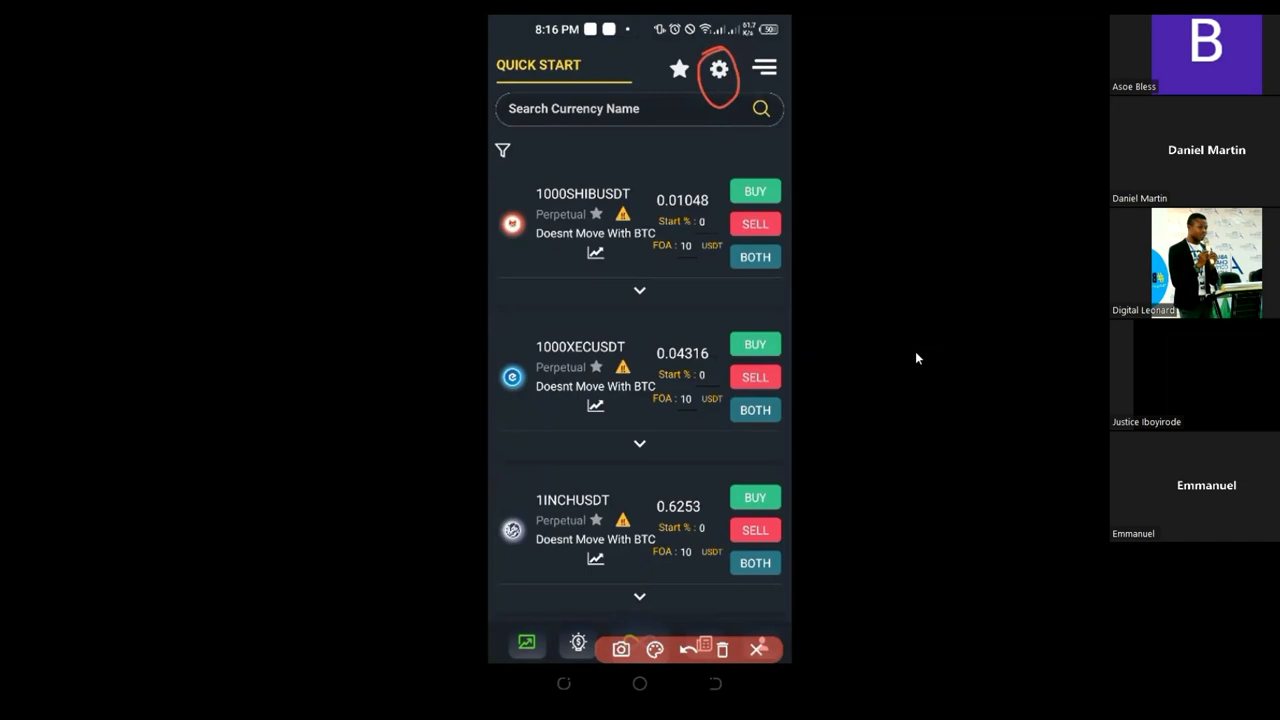 8:16 PM
61.7
K/s
50
QUICK START
Search Currency Name
1000SHIBUSDT
Perpetual
Doesnt Move With BTC
0.01048
Start % : 0
FOA : 10 USDT
BUY
SELL
BOTH
1000XECUSDT
Perpetual
Doesnt Move With BTC
0.04316
Start % : 0
FOA : 10 USDT
BUY
SELL
BOTH
1INCHUSDT
Perpetual
Doesnt Move With BTC
0.6253
Start % : 0
FOA : 10 USDT
BUY
SELL
BOTH
B
Asoe Bless
Daniel Martin
Daniel Martin
Digital Leonard
Justice Iboyirode
Emmanuel
Emmanuel